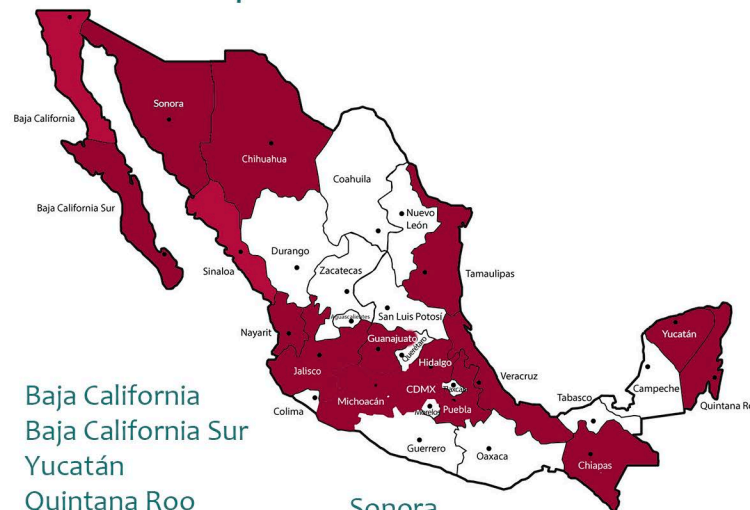 Sonora
Baja California
Chihuahua
Coahuila
Baja California Sur
Nuevo
León
Durango
Sinaloa
Zacatecas
Tamaulipas
Aguascalientes
San Luis Potosí
Nayarit
Guanajuato
Querétaro
Yucatán
Hidalgo
Jalisco
Veracruz
CDMX
Tlaxcala
Campeche
Michoacán
Puebla
Tabasco
Quintana Ro
Colima
Morelos
Guerrero
Oaxaca
Chiapas
Baja California
Baja California Sur
Yucatán
Quintana Roo
Sonora